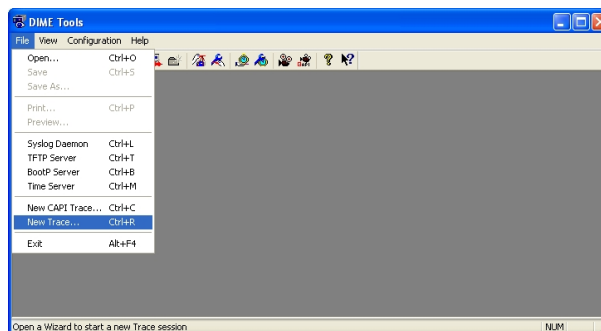 DIME Tools
File View Configuration Help
Open... Ctrl+O
Save Ctrl+S
Save As...
Print... Ctrl+P
Preview...
Syslog Daemon Ctrl+L
TFTP Server Ctrl+T
BootP Server Ctrl+B
Time Server Ctrl+M
New CAPI Trace... Ctrl+C
New Trace... Ctrl+R
Exit Alt+F4
Open a Wizard to start a new Trace session NUM